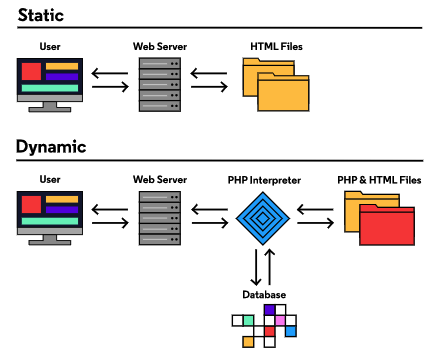 Static
User
Web Server
HTML Files
Dynamic
User
Web Server
PHP Interpreter
PHP & HTML Files
Database